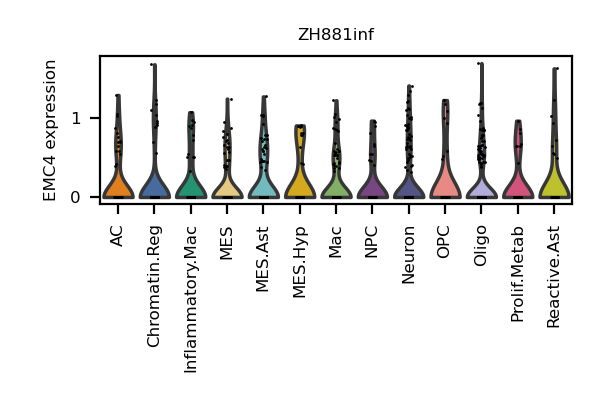 ZH881inf
EMC4 expression
1
0
AC
Chromatin.Reg
Inflammatory.Mac
MES
MES.Ast
MES.Hyp
Mac
NPC
Neuron
OPC
Oligo
Prolif.Metab
Reactive.Ast